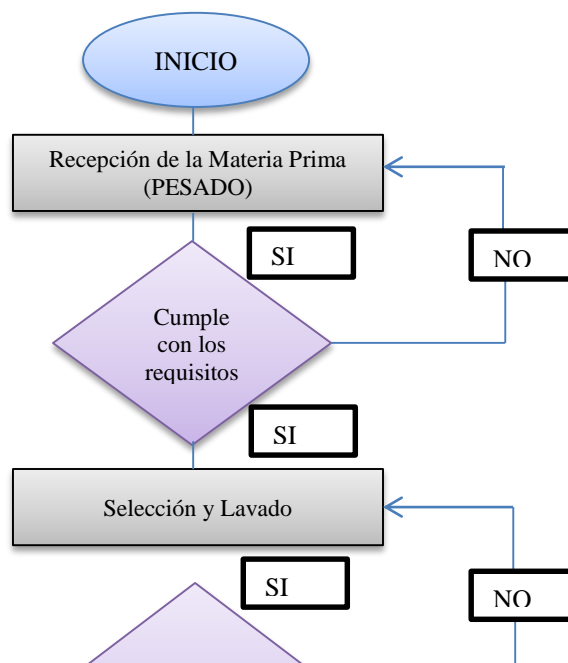 INICIO
Recepción de la Materia Prima
(PESADO)
SI
NO
Cumple
con los
requisitos
SI
Selección y Lavado
SI
NO